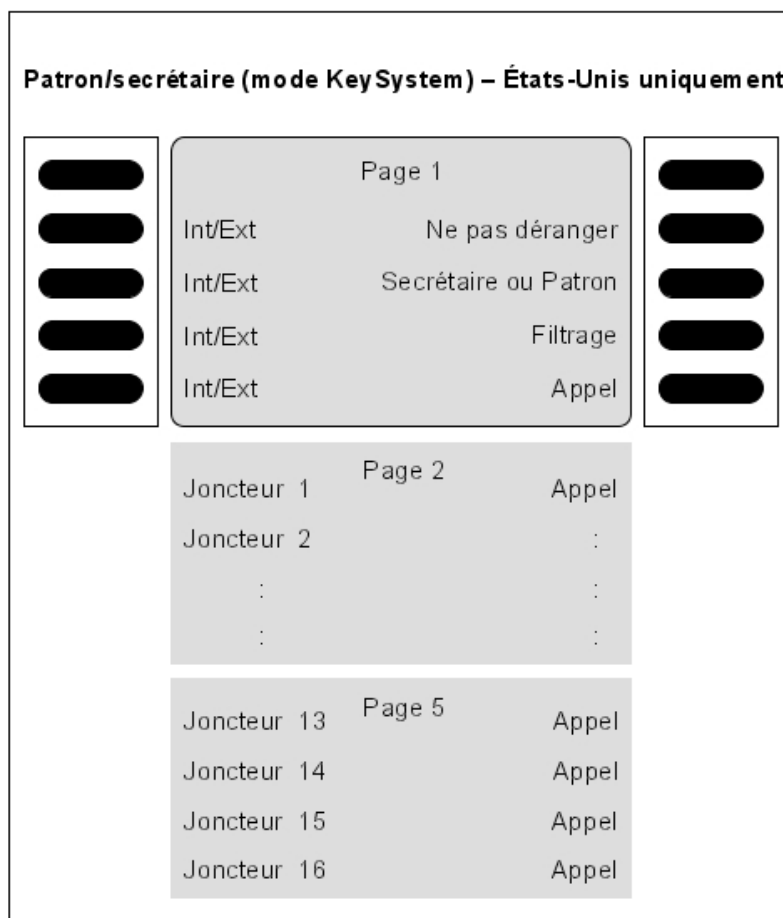 Patron/secrétaire (mode KeySystem) – États-Unis uniquement
Page 1
Int/Ext Ne pas déranger
Int/Ext Secrétaire ou Patron
Int/Ext Filtrage
Int/Ext Appel
Page 2
Joncteur 1 Appel
Joncteur 2 :
: :
: :
Page 5
Joncteur 13 Appel
Joncteur 14 Appel
Joncteur 15 Appel
Joncteur 16 Appel